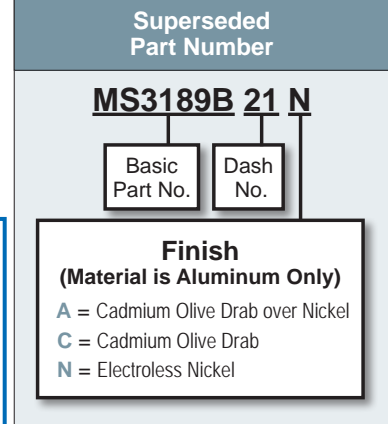 Superseded
Part Number
MS3189B 21 N
Basic
Part No.
Dash
No.
Finish
(Material is Aluminum Only)
A = Cadmium Olive Drab over Nickel
C = Cadmium Olive Drab
N = Electroless Nickel